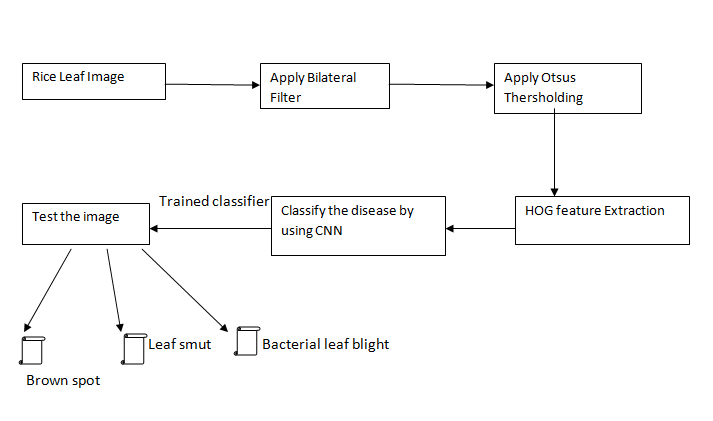 Rice Leaf Image
Apply Bilateral
Filter
Apply Otsus
Thersholding
HOG feature Extraction
Classify the disease by
using CNN
Trained classifier
Test the image
Brown spot
Leaf smut
Bacterial leaf blight